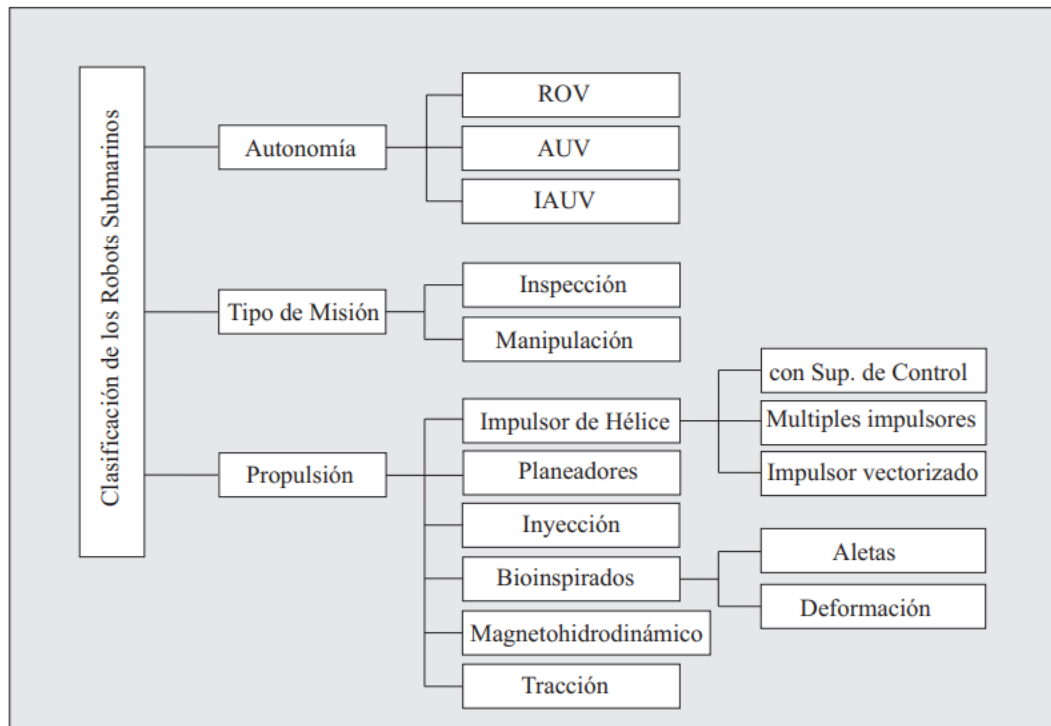 Clasificación de los Robots Submarinos
Autonomía
ROV
AUV
IAUV
Tipo de Misión
Inspección
Manipulación
Propulsión
Impulsor de Hélice
con Sup. de Control
Multiples impulsores
Impulsor vectorizado
Planeadores
Inyección
Bioinspirados
Aletas
Deformación
Magnetohidrodinámico
Tracción